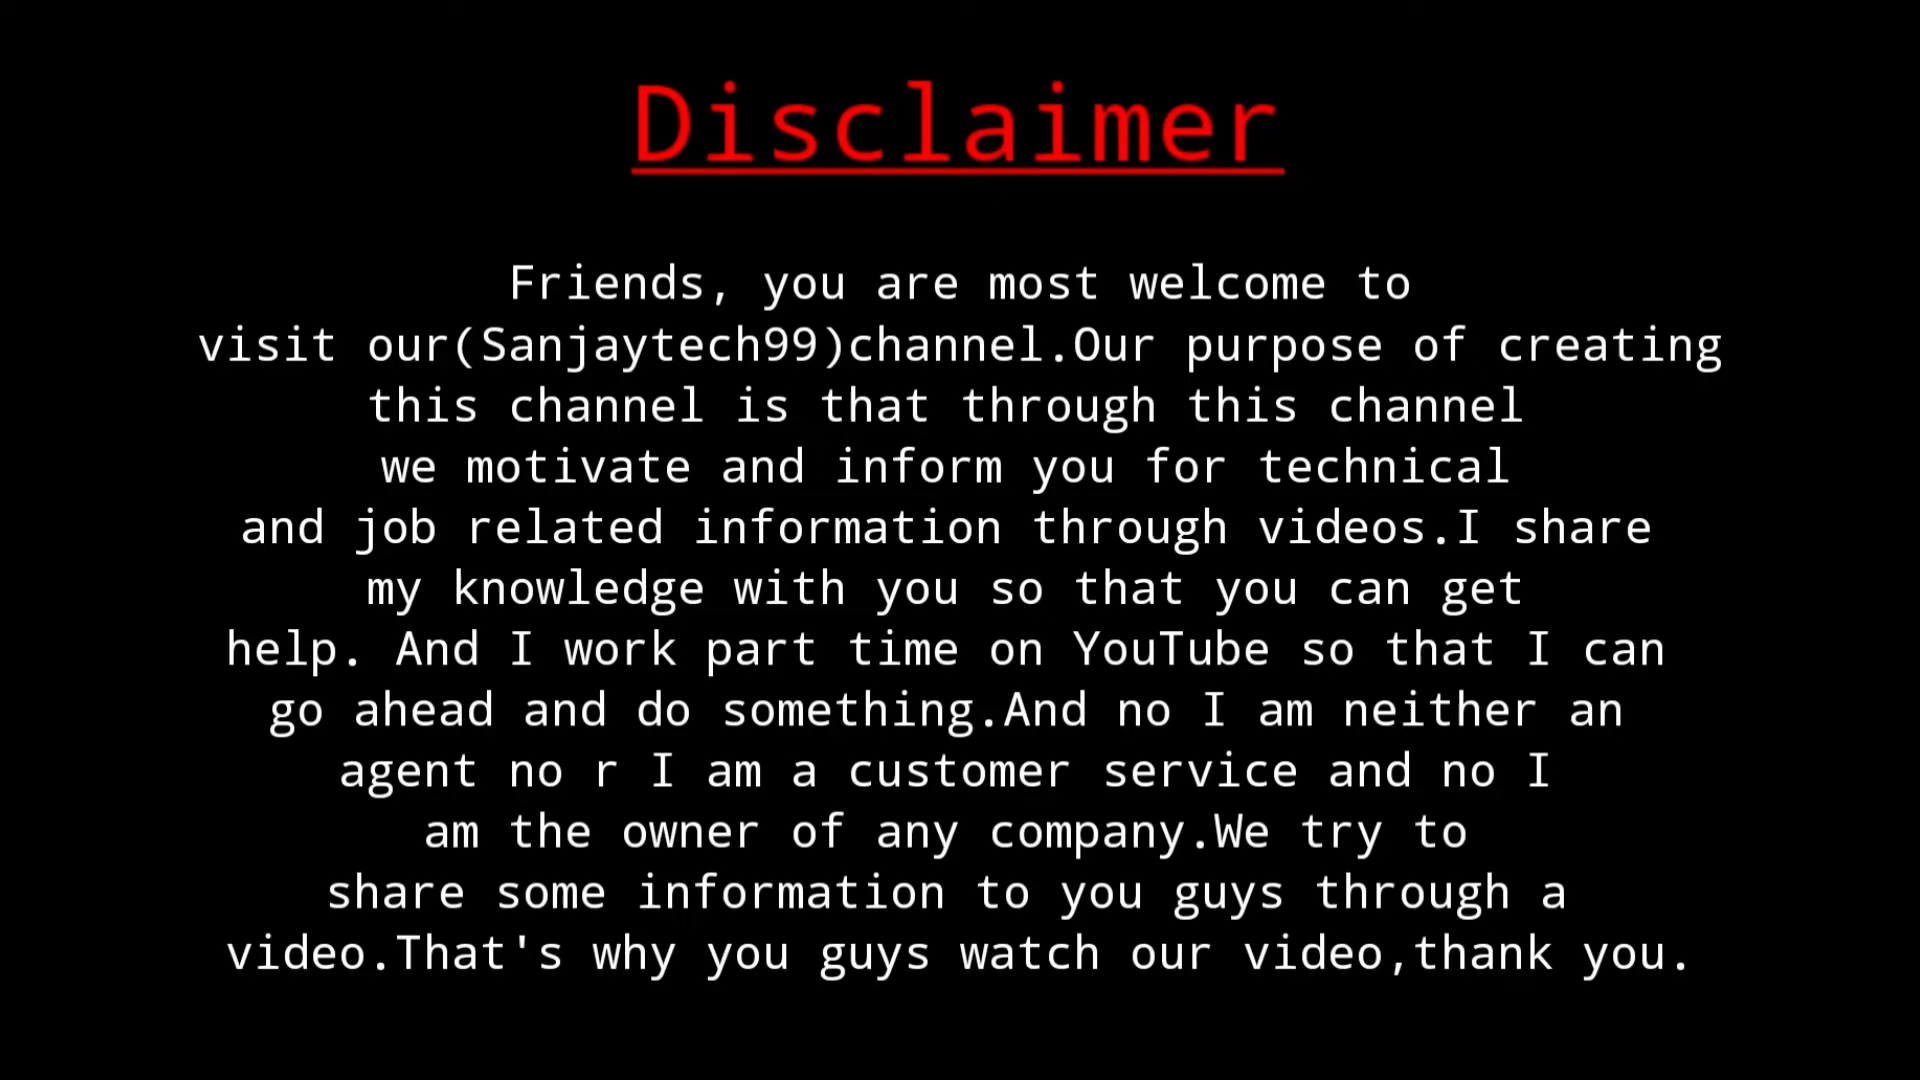 Disclaimer
Friends, you are most welcome to
visit our(Sanjaytech99)channel.Our purpose of creating
this channel is that through this channel
we motivate and inform you for technical
and job related information through videos.I share
my knowledge with you so that you can get
help. And I work part time on YouTube so that I can
go ahead and do something.And no I am neither an
agent no r I am a customer service and no I
am the owner of any company.We try to
share some information to you guys through a
video.That's why you guys watch our video,thank you.